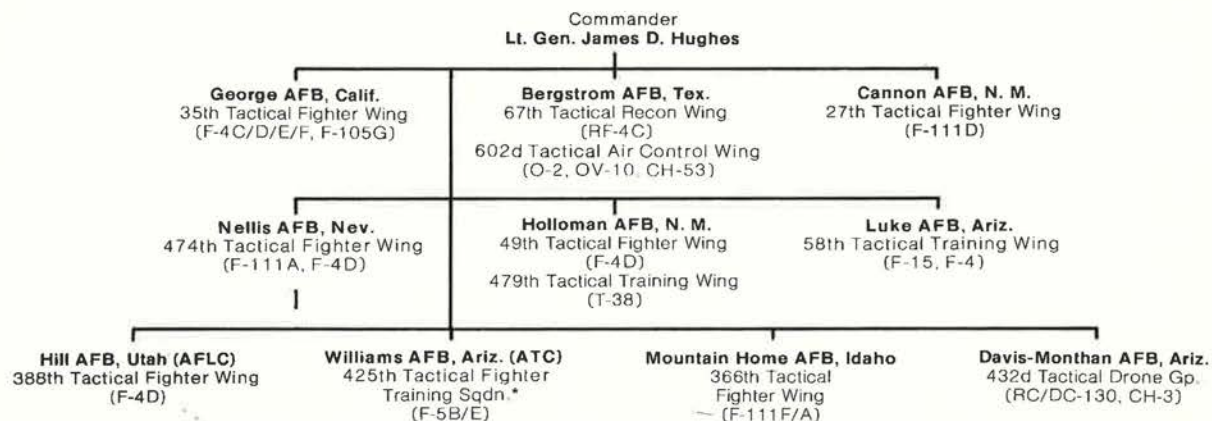 Commander
Lt. Gen. James D. Hughes
George AFB, Calif.
35th Tactical Fighter Wing
(F-4C/D/E/F, F-105G)
Bergstrom AFB, Tex.
67th Tactical Recon Wing
(RF-4C)
602d Tactical Air Control Wing
(O-2, OV-10, CH-53)
Cannon AFB, N. M.
27th Tactical Fighter Wing
(F-111D)
Nellis AFB, Nev.
474th Tactical Fighter Wing
(F-111A, F-4D)
Holloman AFB, N. M.
49th Tactical Fighter Wing
(F-4D)
479th Tactical Training Wing
(T-38)
Luke AFB, Ariz.
58th Tactical Training Wing
(F-15, F-4)
Hill AFB, Utah (AFLC)
388th Tactical Fighter Wing
(F-4D)
Williams AFB, Ariz. (ATC)
425th Tactical Fighter
Training Sqdn.*
(F-5B/E)
Mountain Home AFB, Idaho
366th Tactical
Fighter Wing
(F-111F/A)
Davis-Monthan AFB, Ariz.
432d Tactical Drone Gp.
(RC/DC-130, CH-3)